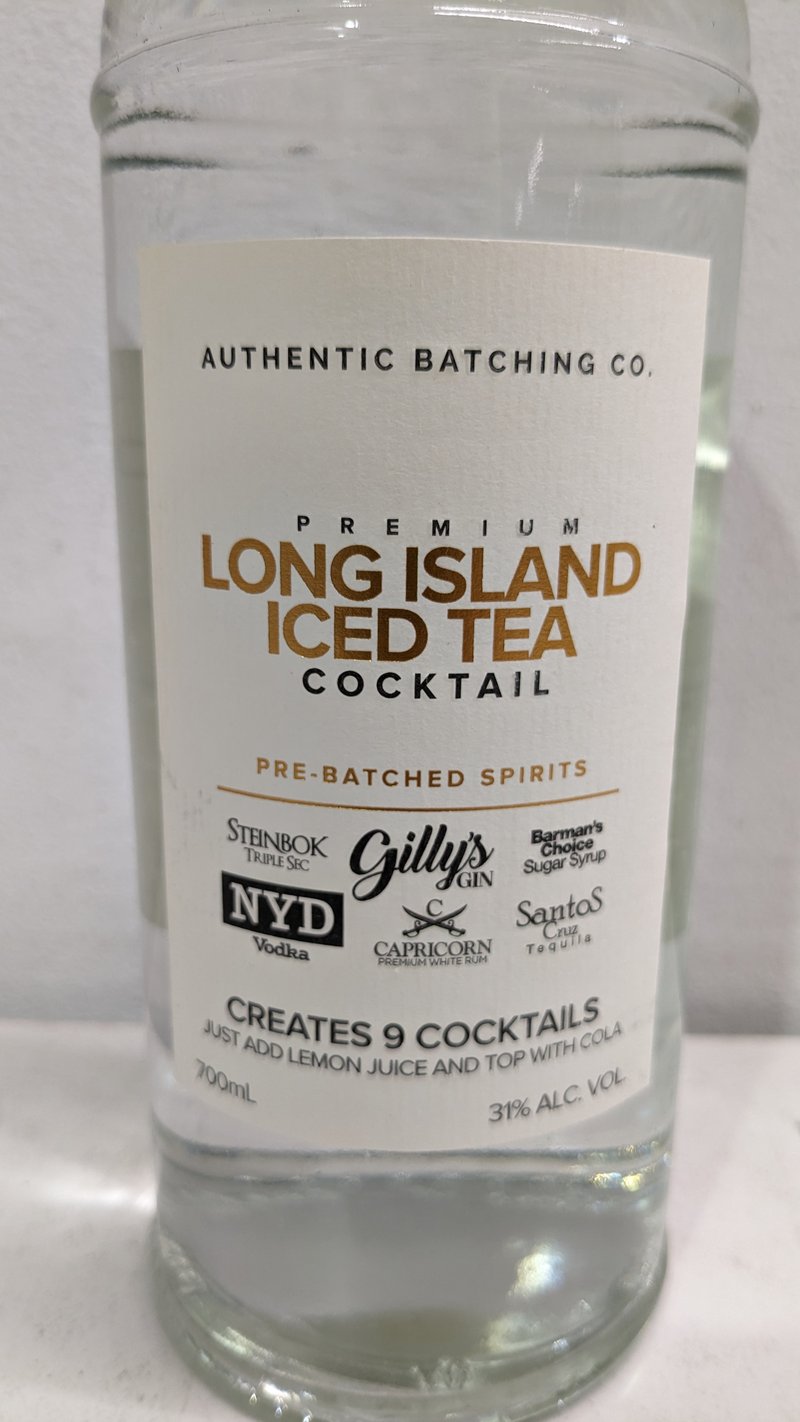 AUTHENTIC BATCHING CO.
PREMIUM
LONG ISLAND
ICED TEA
COCKTAIL
PRE-BATCHED SPIRITS
STEINBOK
TRIPLE SEC
Gilly's
GIN
Barman's
Choice
Sugar Syrup
NYD
Vodka
C
CAPRICORN
PREMIUM WHITE RUM
Santos
Cruz
Tequila
CREATES 9 COCKTAILS
JUST ADD LEMON JUICE AND TOP WITH COLA
700mL
31% ALC. VOL.